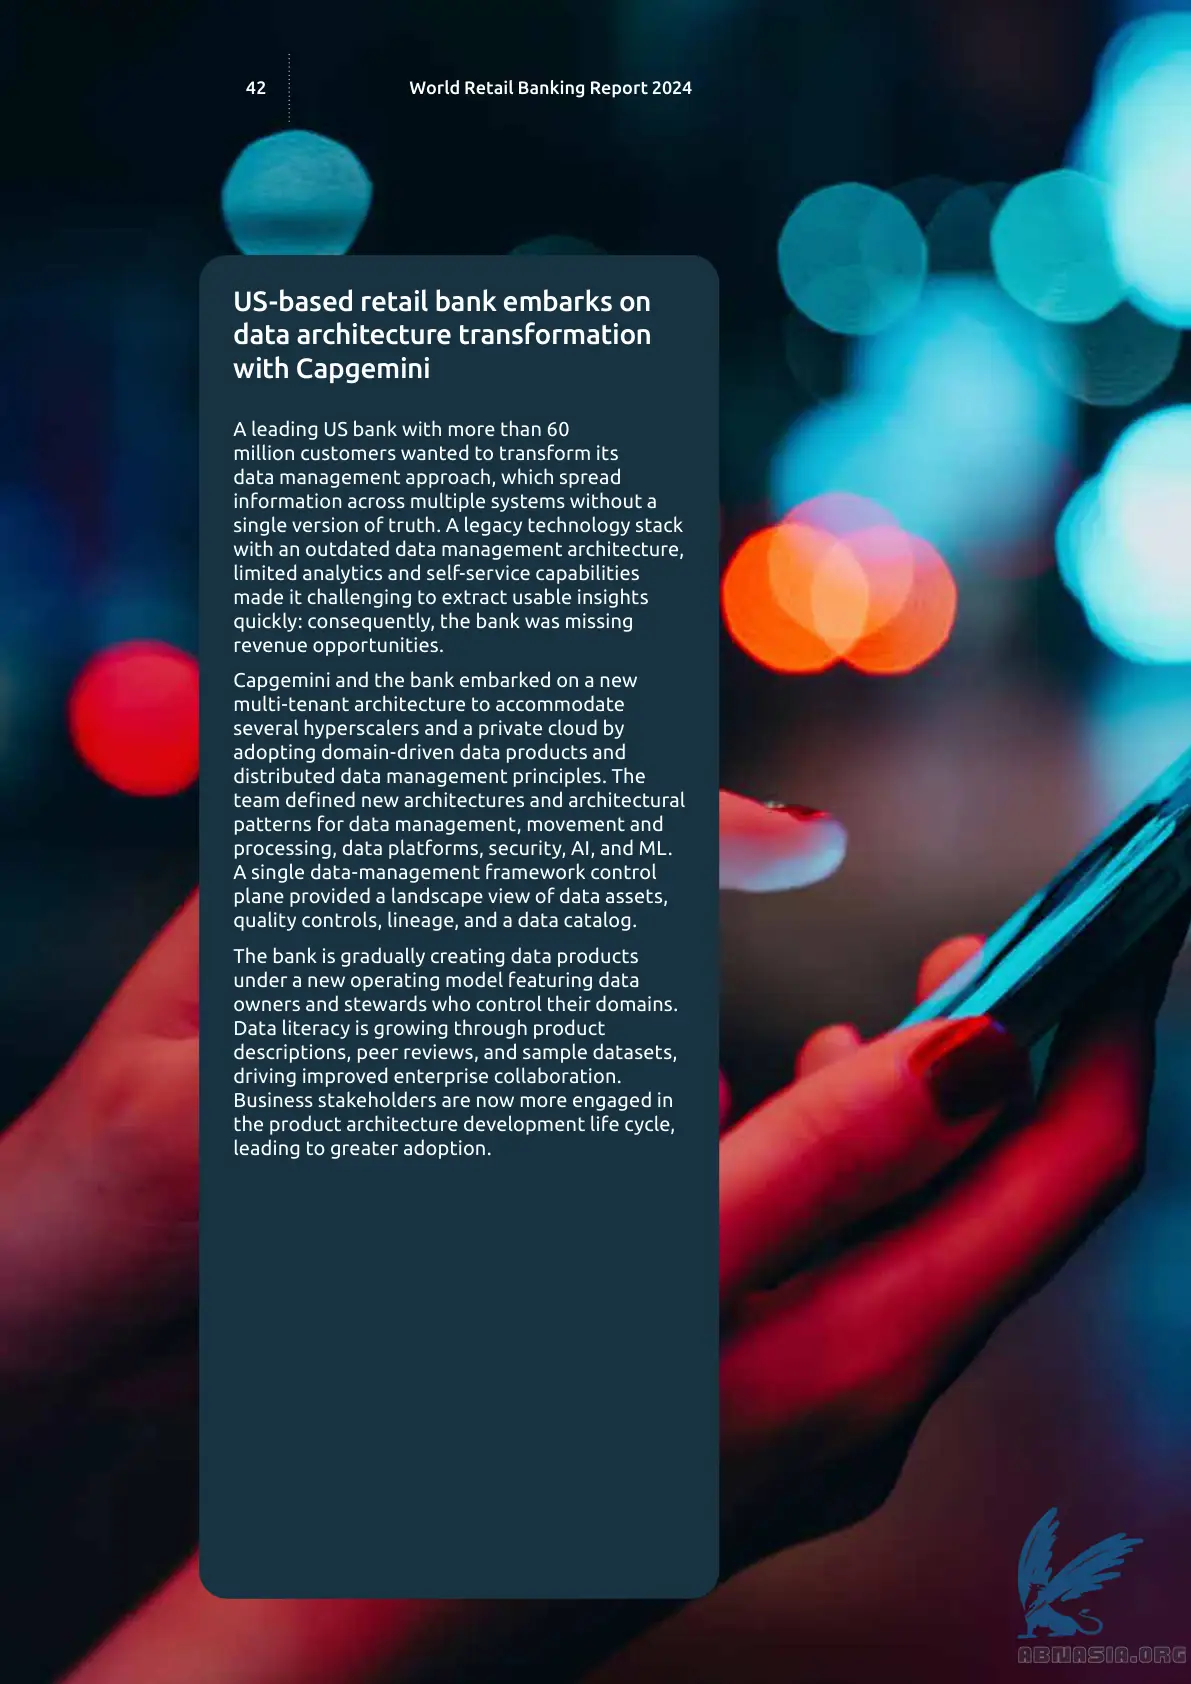 42
World Retail Banking Report 2024
US-based retail bank embarks on
data architecture transformation
with Capgemini
A leading US bank with more than 60
million customers wanted to transform its
data management approach, which spread
information across multiple systems without a
single version of truth. A legacy technology stack
with an outdated data management architecture,
limited analytics and self-service capabilities
made it challenging to extract usable insights
quickly: consequently, the bank was missing
revenue opportunities.
Capgemini and the bank embarked on a new
multi-tenant architecture to accommodate
several hyperscalers and a private cloud by
adopting domain-driven data products and
distributed data management principles. The
team defined new architectures and architectural
patterns for data management, movement and
processing, data platforms, security, AI, and ML.
A single data-management framework control
plane provided a landscape view of data assets,
quality controls, lineage, and a data catalog.
The bank is gradually creating data products
under a new operating model featuring data
owners and stewards who control their domains.
Data literacy is growing through product
descriptions, peer reviews, and sample datasets,
driving improved enterprise collaboration.
Business stakeholders are now more engaged in
the product architecture development life cycle,
leading to greater adoption.
ABNASIA.ORG